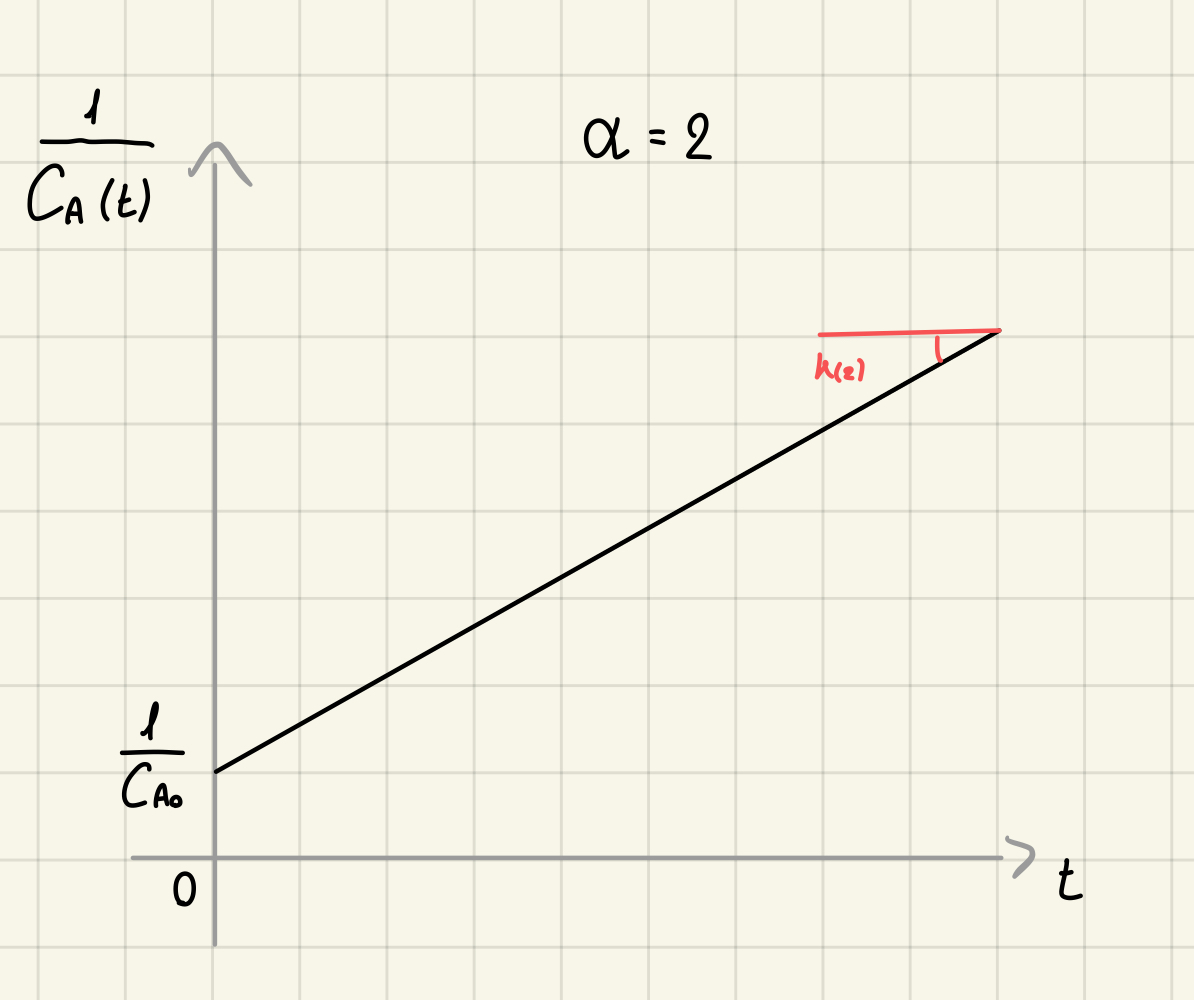 1
C_A(t)
α = 2
k(2)
1
C_A0
0
t